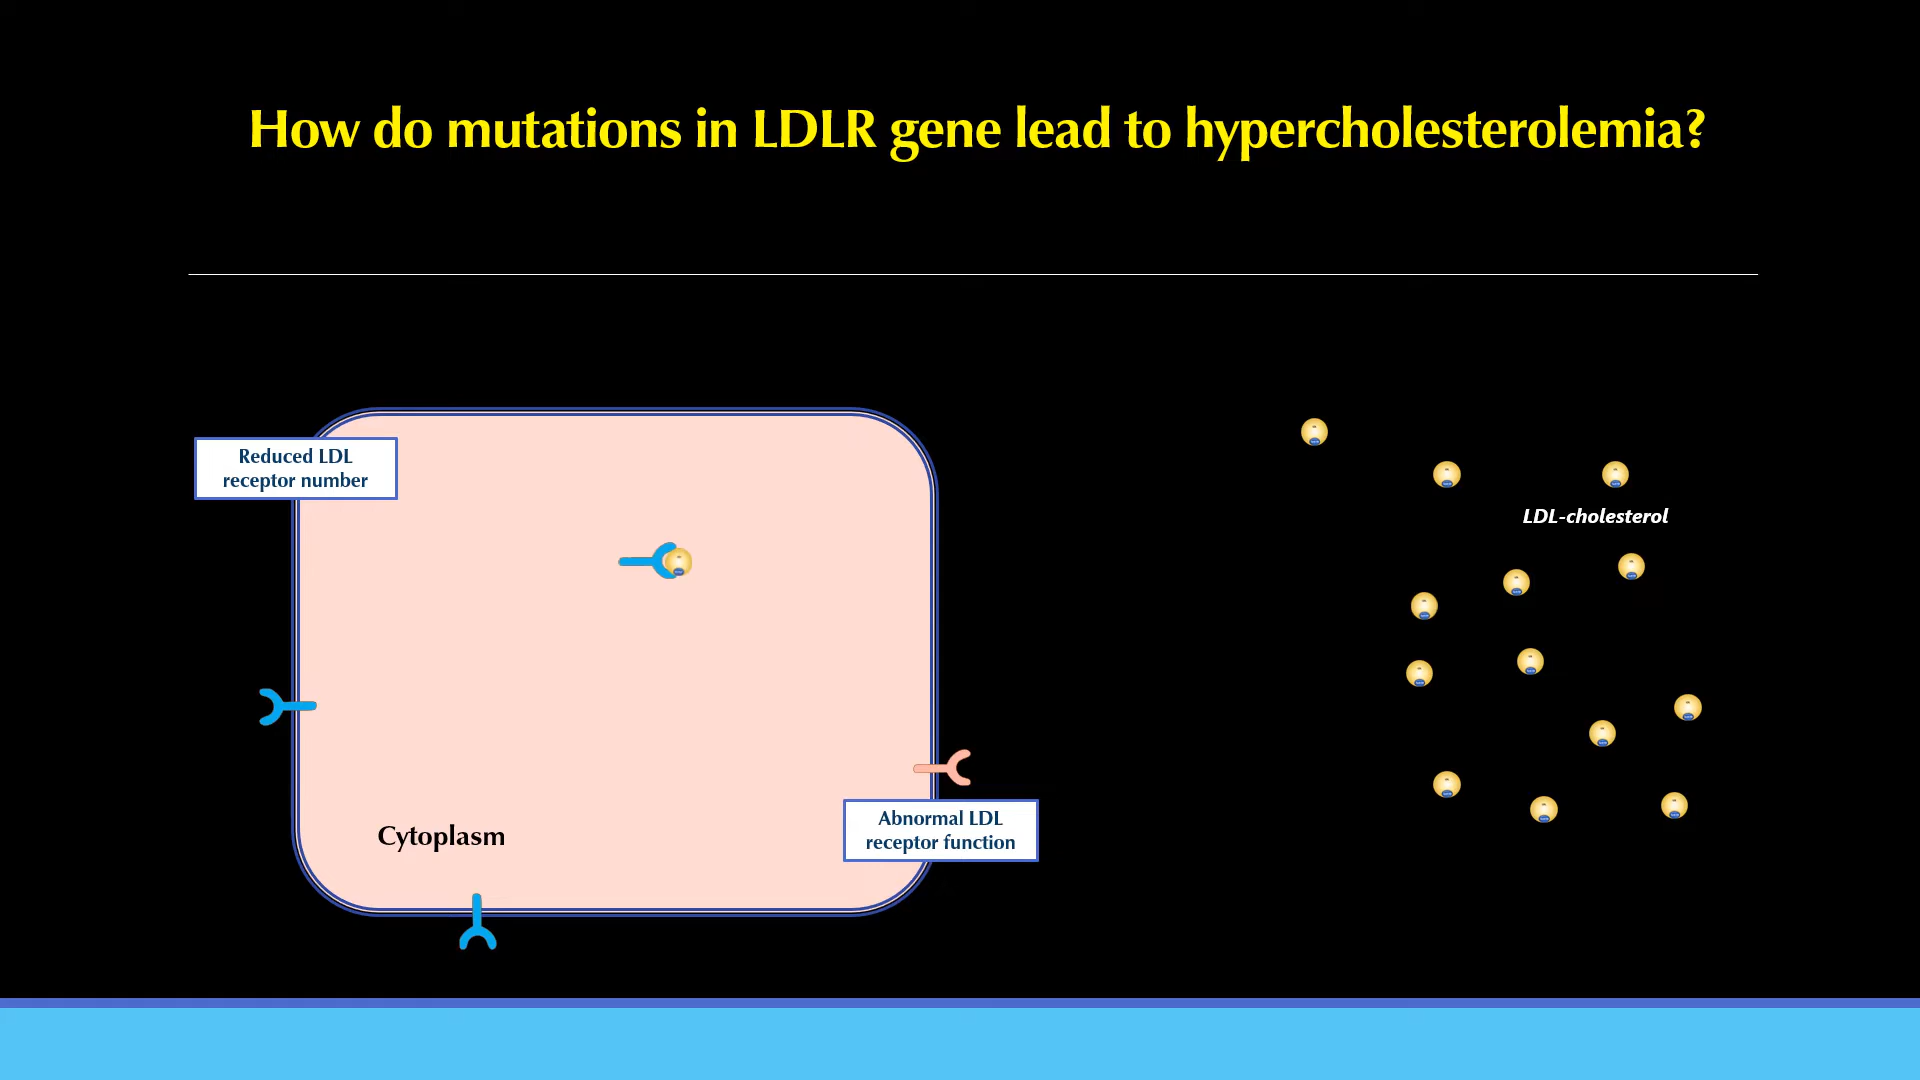 How do mutations in LDLR gene lead to hypercholesterolemia?
Reduced LDL
receptor number
LDL-cholesterol
Abnormal LDL
receptor function
Cytoplasm